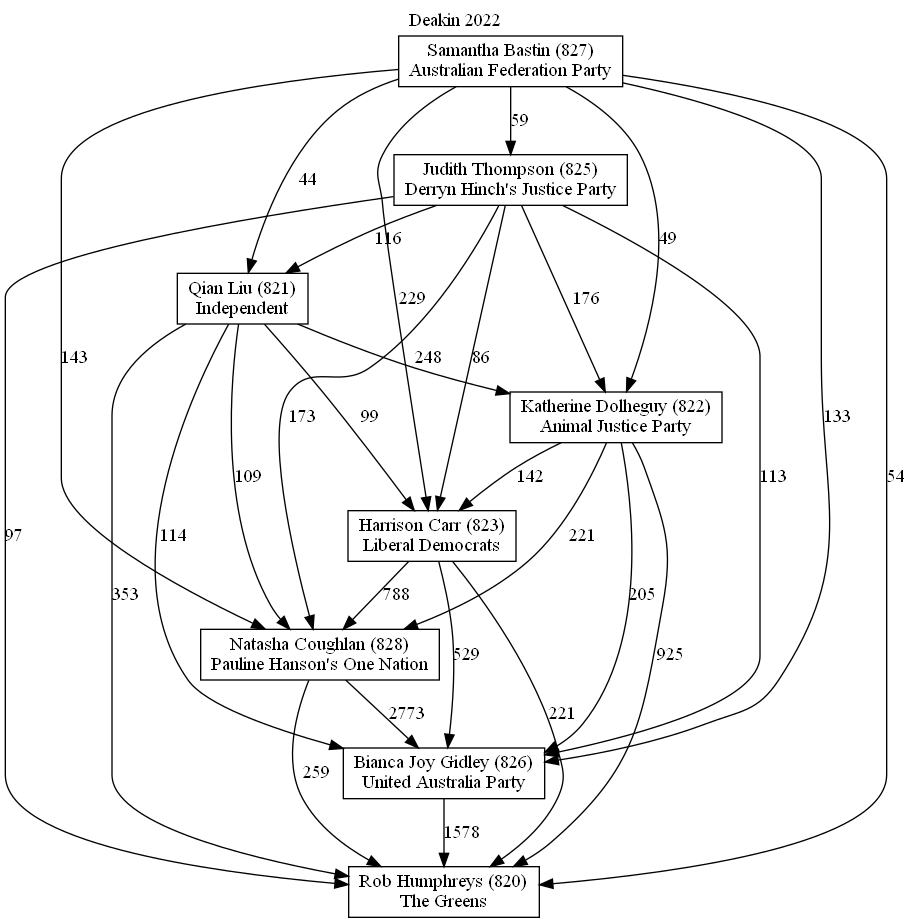 Deakin 2022
Samantha Bastin (827)
Australian Federation Party
59
Judith Thompson (825)
Derryn Hinch's Justice Party
44
116
49
Qian Liu (821)
Independent
229
176
143
248
86
173
99
Katherine Dolheguy (822)
Animal Justice Party
133
109
142
113
54
97
114
Harrison Carr (823)
Liberal Democrats
221
353
788
205
Natasha Coughlan (828)
Pauline Hanson's One Nation
529
925
2773
221
259
Bianca Joy Gidley (826)
United Australia Party
1578
Rob Humphreys (820)
The Greens